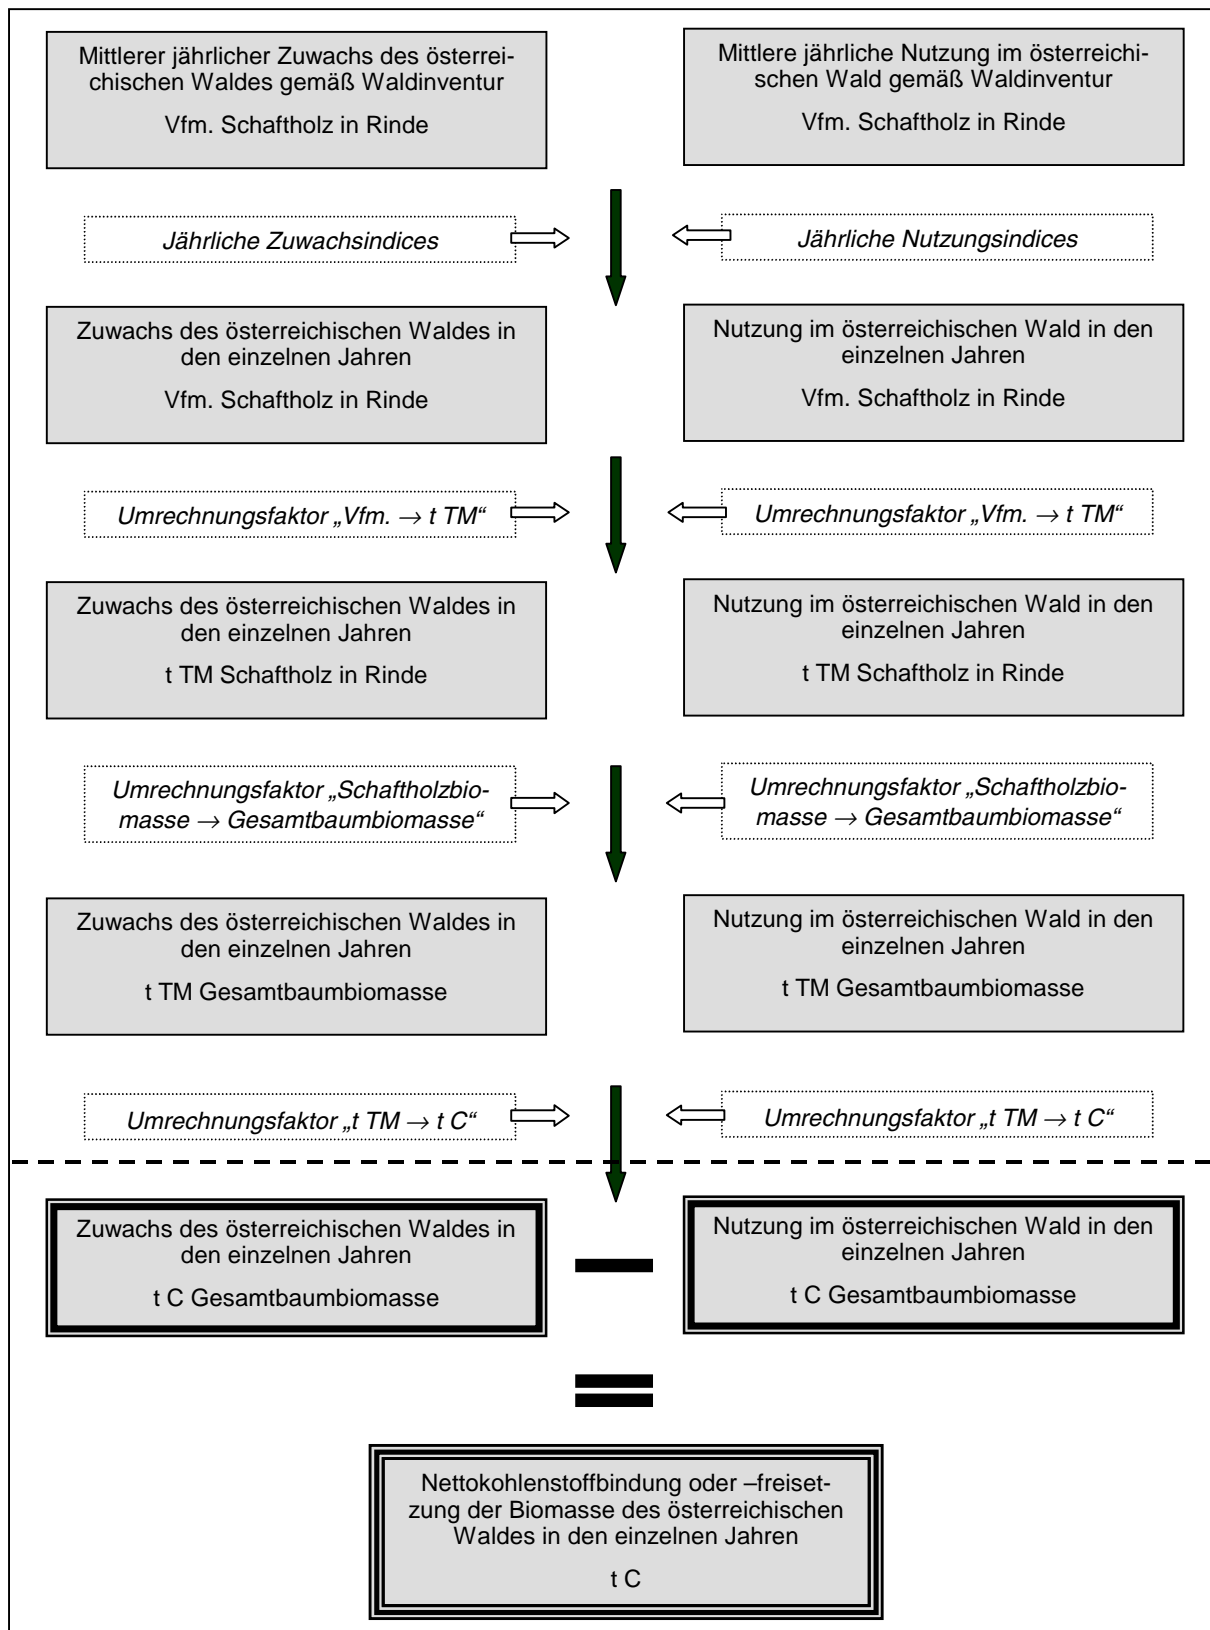 Mittlerer jährlicher Zuwachs des österrei-
chischen Waldes gemäß Waldinventur
Vfm. Schaftholz in Rinde
Mittlere jährliche Nutzung im österreichi-
schen Wald gemäß Waldinventur
Vfm. Schaftholz in Rinde
Jährliche Zuwachsindices
Jährliche Nutzungsindices
Zuwachs des österreichischen Waldes in
den einzelnen Jahren
Vfm. Schaftholz in Rinde
Nutzung im österreichischen Wald in den
einzelnen Jahren
Vfm. Schaftholz in Rinde
Umrechnungsfaktor „Vfm. → t TM“
Umrechnungsfaktor „Vfm. → t TM“
Zuwachs des österreichischen Waldes in
den einzelnen Jahren
t TM Schaftholz in Rinde
Nutzung im österreichischen Wald in den
einzelnen Jahren
t TM Schaftholz in Rinde
Umrechnungsfaktor „Schaftholzbio-
masse → Gesamtbaumbiomasse“
Umrechnungsfaktor „Schaftholzbio-
masse → Gesamtbaumbiomasse“
Zuwachs des österreichischen Waldes in
den einzelnen Jahren
t TM Gesamtbaumbiomasse
Nutzung im österreichischen Wald in den
einzelnen Jahren
t TM Gesamtbaumbiomasse
Umrechnungsfaktor „t TM → t C“
Umrechnungsfaktor „t TM → t C“
Zuwachs des österreichischen Waldes in
den einzelnen Jahren
t C Gesamtbaumbiomasse
Nutzung im österreichischen Wald in den
einzelnen Jahren
t C Gesamtbaumbiomasse
Nettokohlenstoffbindung oder –freiset-
zung der Biomasse des österreichischen
Waldes in den einzelnen Jahren
t C